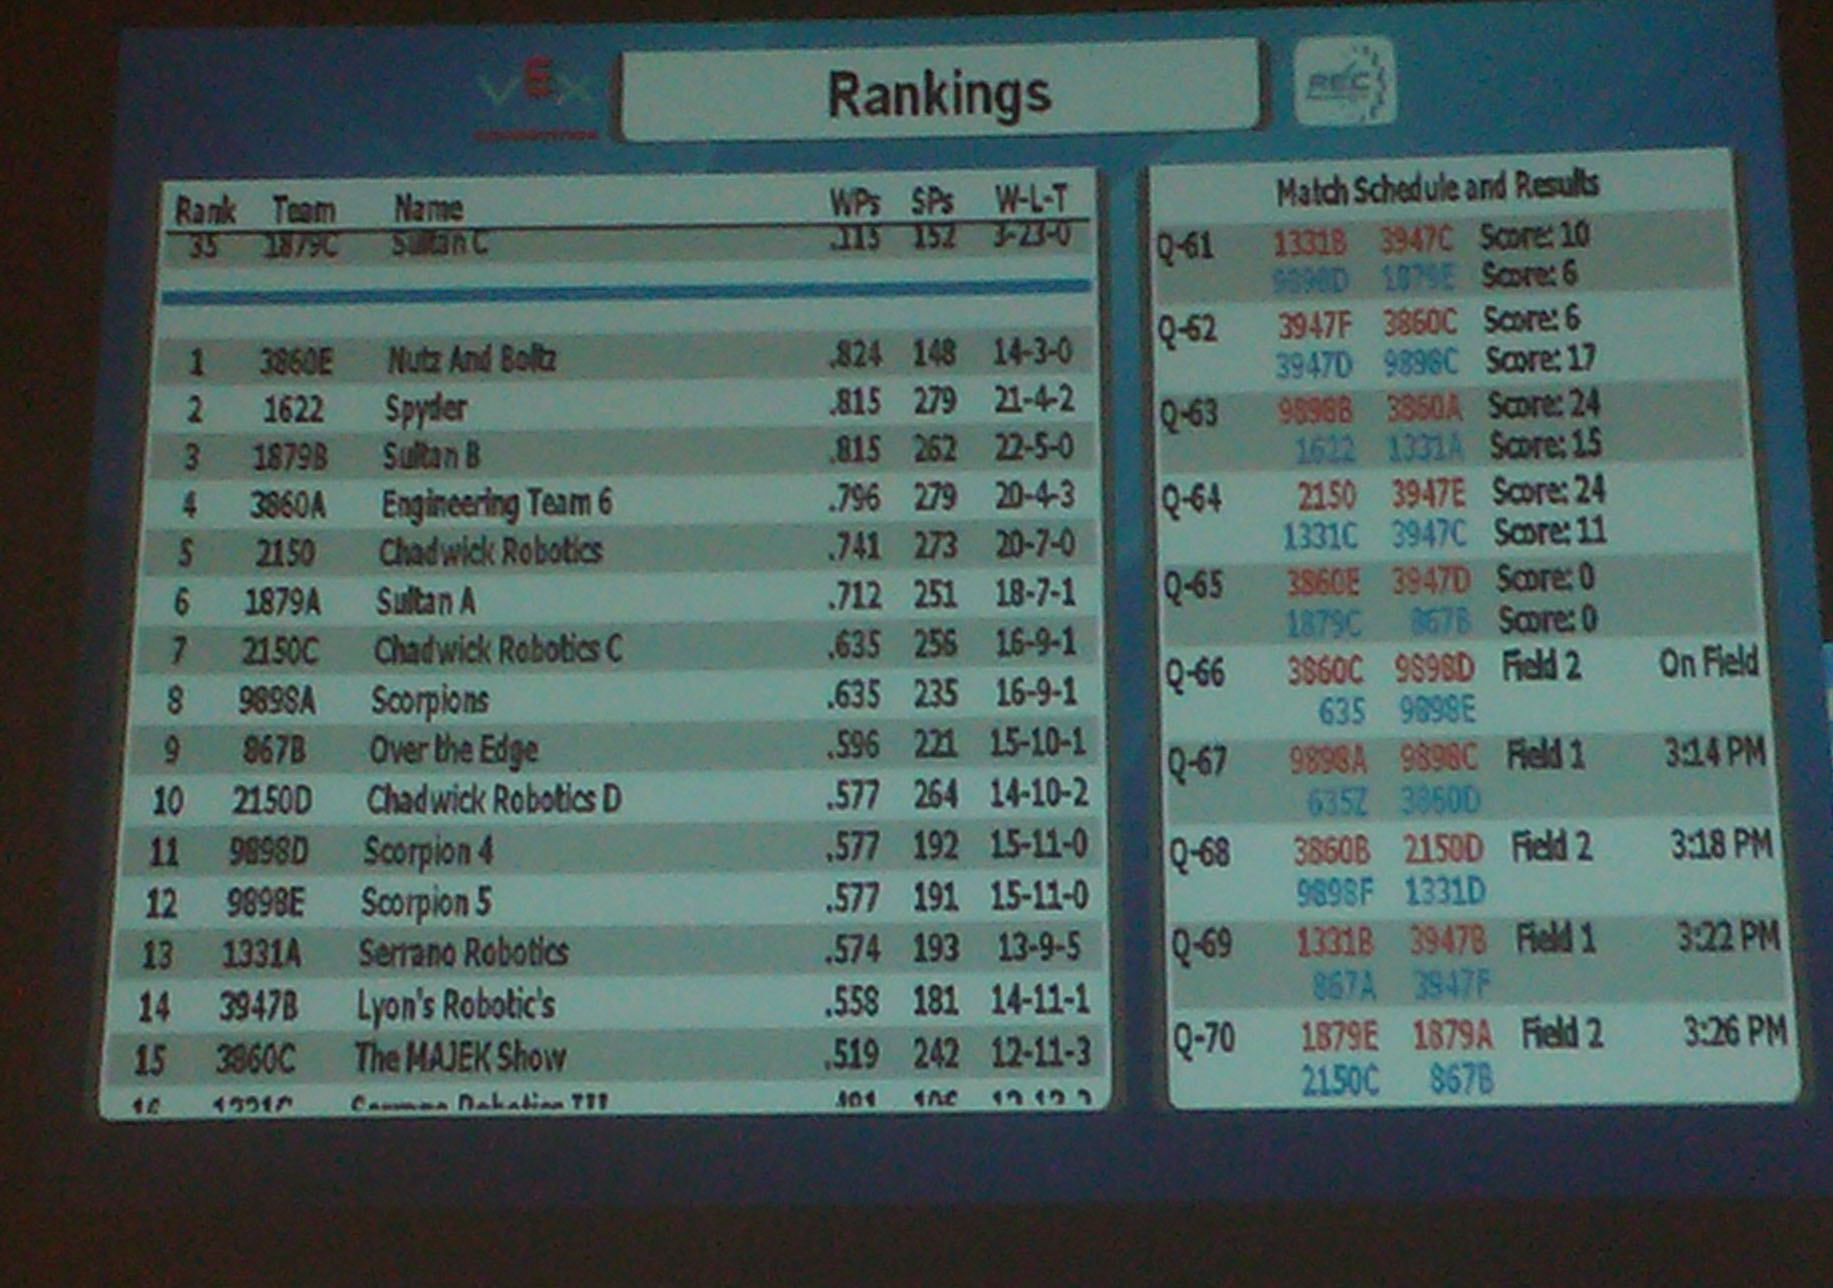 VEX
Rankings
REC
Rank Team Name WPs SPs W-L-T
35 1879C Sultan C .115 152 3-23-0
1 3860E Nutz And Boltz .824 148 14-3-0
2 1622 Spyder .815 279 21-4-2
3 1879B Sultan B .815 262 22-5-0
4 3860A Engineering Team 6 .796 279 20-4-3
5 2150 Chadwick Robotics .741 273 20-7-0
6 1879A Sultan A .712 251 18-7-1
7 2150C Chadwick Robotics C .635 256 16-9-1
8 9898A Scorpions .635 235 16-9-1
9 867B Over the Edge .596 221 15-10-1
10 2150D Chadwick Robotics D .577 264 14-10-2
11 9898D Scorpion 4 .577 192 15-11-0
12 9898E Scorpion 5 .577 191 15-11-0
13 1331A Serrano Robotics .574 193 13-9-5
14 3947B Lyon's Robotic's .558 181 14-11-1
15 3860C The MAJEK Show .519 242 12-11-3
16 1331C Serrano Robotics III
Match Schedule and Results
Q-61 1331B 3947C Score: 10
9898D 1879E Score: 6
Q-62 3947F 3860C Score: 6
3947D 9898C Score: 17
Q-63 9898B 3860A Score: 24
1622 1331A Score: 15
Q-64 2150 3947E Score: 24
1331C 3947C Score: 11
Q-65 3860E 3947D Score: 0
1879C 867B Score: 0
Q-66 3860C 9898D Field 2 On Field
635 9898E
Q-67 9898A 9898C Field 1 3:14 PM
635Z 3860D
Q-68 3860B 2150D Field 2 3:18 PM
9898F 1331D
Q-69 1331B 3947B Field 1 3:22 PM
867A 3947F
Q-70 1879E 1879A Field 2 3:26 PM
2150C 867B